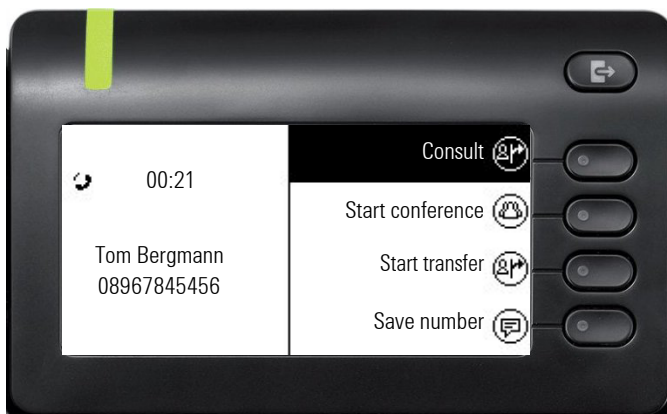 00:21
Tom Bergmann
08967845456
Consult
Start conference
Start transfer
Save number